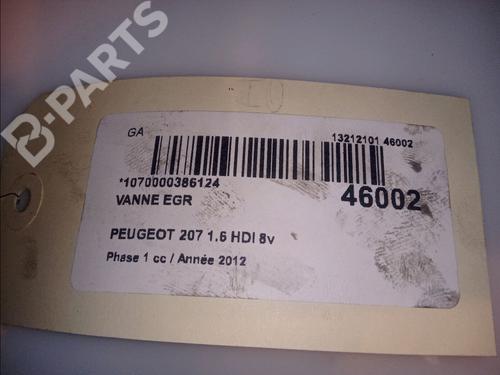 B-PARTS
GA
13212101 46002
*1070000386124
46002
VANNE EGR
PEUGEOT 207 1.6 HDI 8v
Phase 1 cc / Année 2012